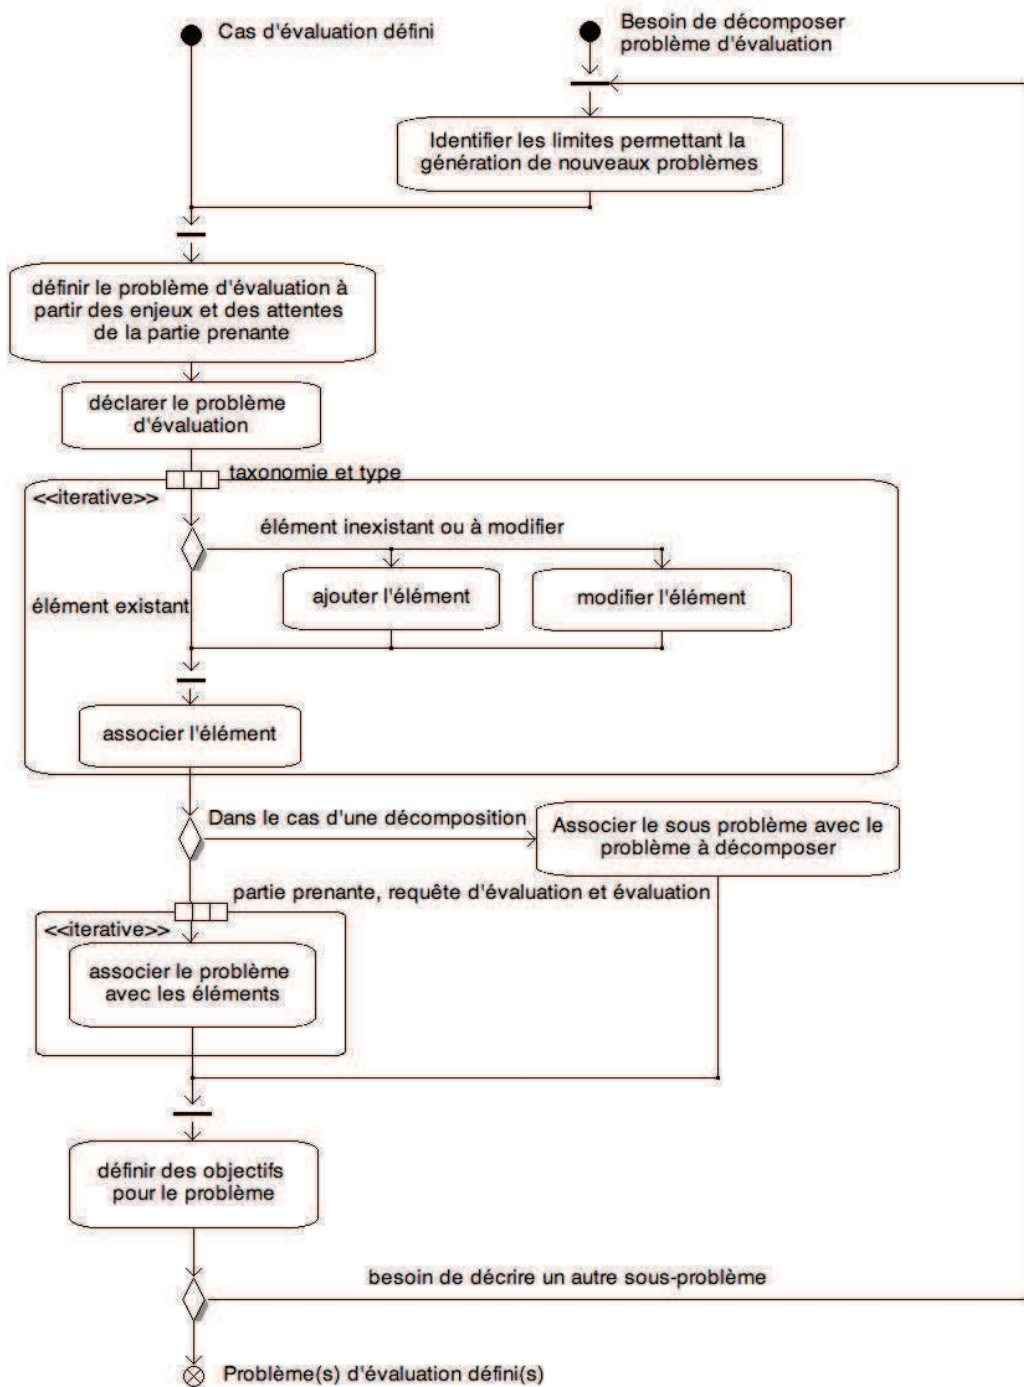 Cas d'évaluation défini
Besoin de décomposer
problème d'évaluation
Identifier les limites permettant la
génération de nouveaux problèmes
définir le problème d'évaluation à
partir des enjeux et des attentes
de la partie prenante
déclarer le problème
d'évaluation
taxonomie et type
<<iterative>>
élément inexistant ou à modifier
ajouter l'élément
modifier l'élément
élément existant
associer l'élément
Dans le cas d'une décomposition
Associer le sous problème avec le
problème à décomposer
partie prenante, requête d'évaluation et évaluation
<<iterative>>
associer le problème
avec les éléments
définir des objectifs
pour le problème
besoin de décrire un autre sous-problème
Problème(s) d'évaluation défini(s)